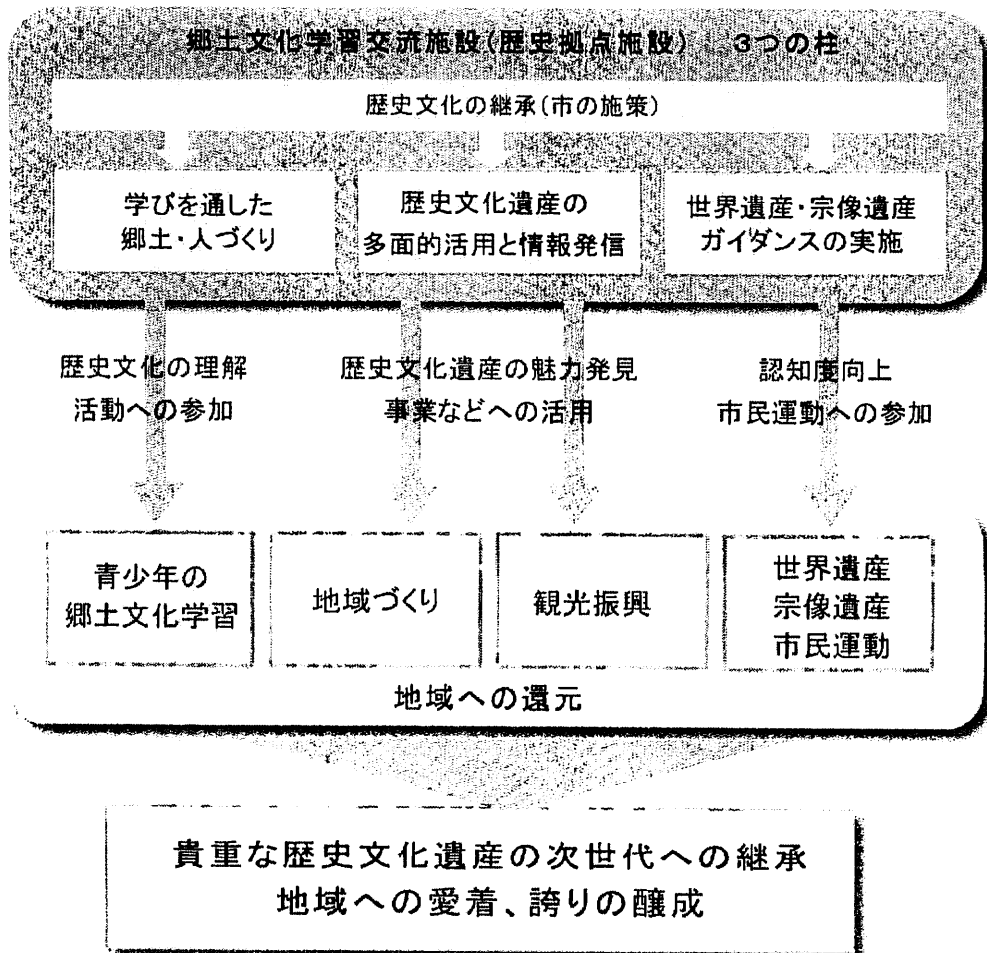 郷土文化学習交流施設(歴史拠点施設) 3つの柱
歴史文化の継承(市の施策)
学びを通した
郷土・人づくり
歴史文化遺産の
多面的活用と情報発信
世界遺産・宗像遺産
ガイダンスの実施
歴史文化の理解
活動への参加
歴史文化遺産の魅力発見
事業などへの活用
認知度向上
市民運動への参加
青少年の
郷土文化学習
地域づくり
観光振興
世界遺産
宗像遺産
市民運動
地域への還元
貴重な歴史文化遺産の次世代への継承
地域への愛着、誇りの醸成